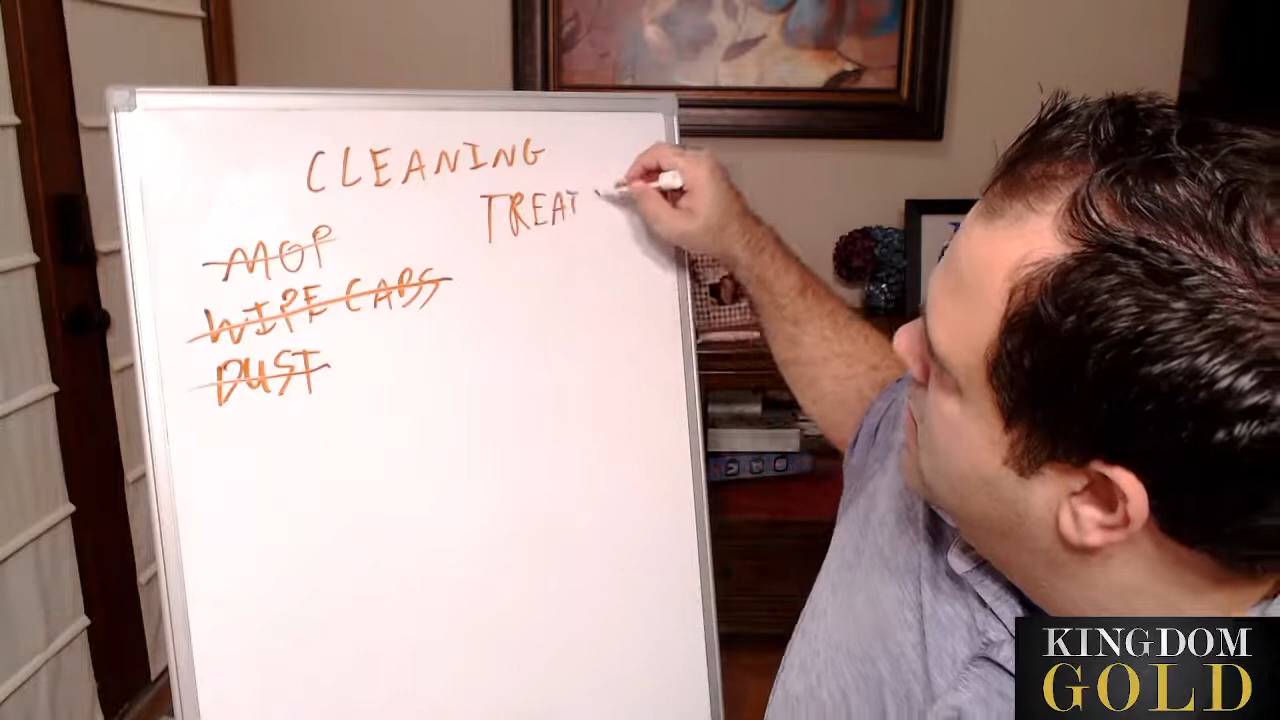 CLEANING
TREAT
MOP
WIPE CABS
DUST
KINGDOM
GOLD